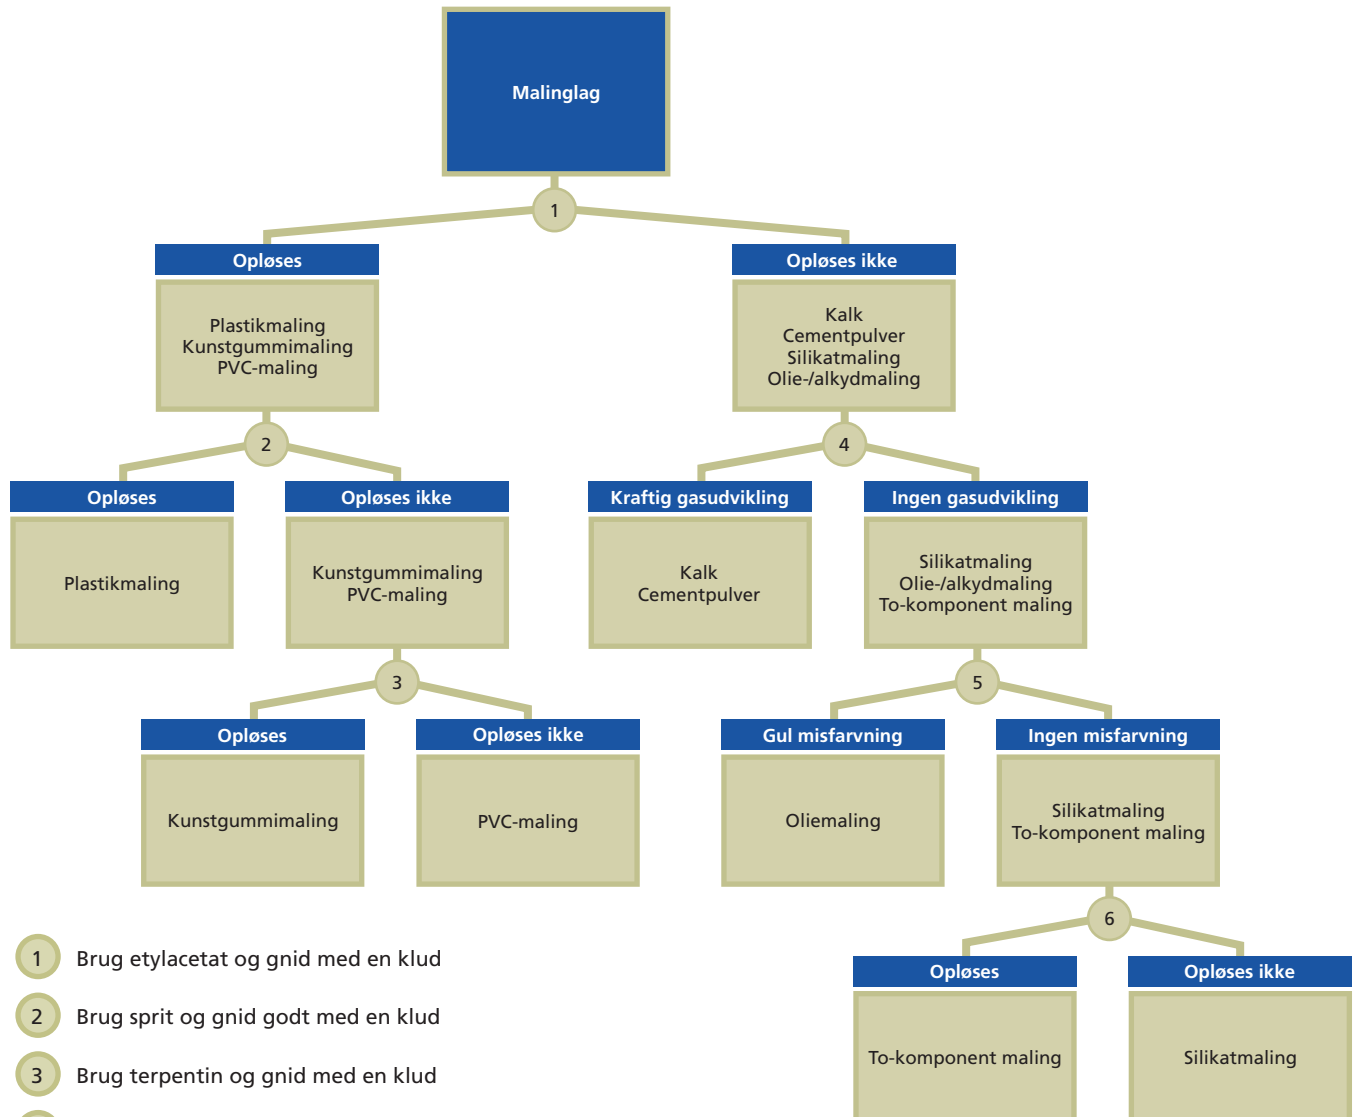 Malinglag
1
Opløses
Opløses ikke
Plastikmaling
Kunstgummimaling
PVC-maling
Kalk
Cementpulver
Silikatmaling
Olie-/alkydmaling
2
4
Opløses
Opløses ikke
Kraftig gasudvikling
Ingen gasudvikling
Plastikmaling
Kunstgummimaling
PVC-maling
Kalk
Cementpulver
Silikatmaling
Olie-/alkydmaling
To-komponent maling
3
5
Opløses
Opløses ikke
Gul misfarvning
Ingen misfarvning
Kunstgummimaling
PVC-maling
Oliemaling
Silikatmaling
To-komponent maling
6
Opløses
Opløses ikke
To-komponent maling
Silikatmaling
1 Brug etylacetat og gnid med en klud
2 Brug sprit og gnid godt med en klud
3 Brug terpentin og gnid med en klud